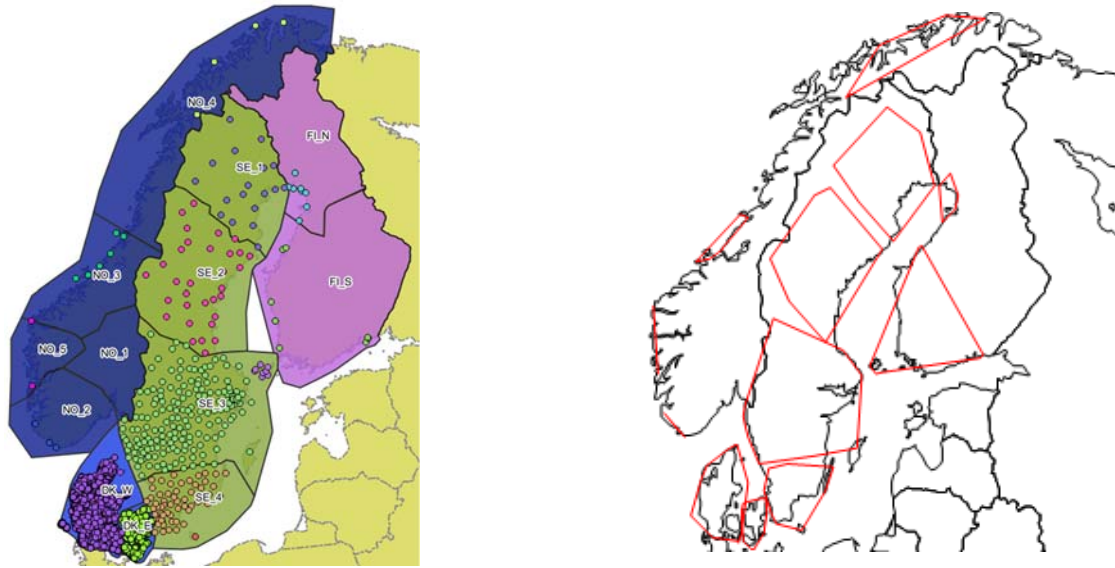 NO_4
FI_N
SE_1
NO_3
SE_2
FI_S
NO_5
NO_1
NO_2
SE_3
DK_W
SE_4
DK_E